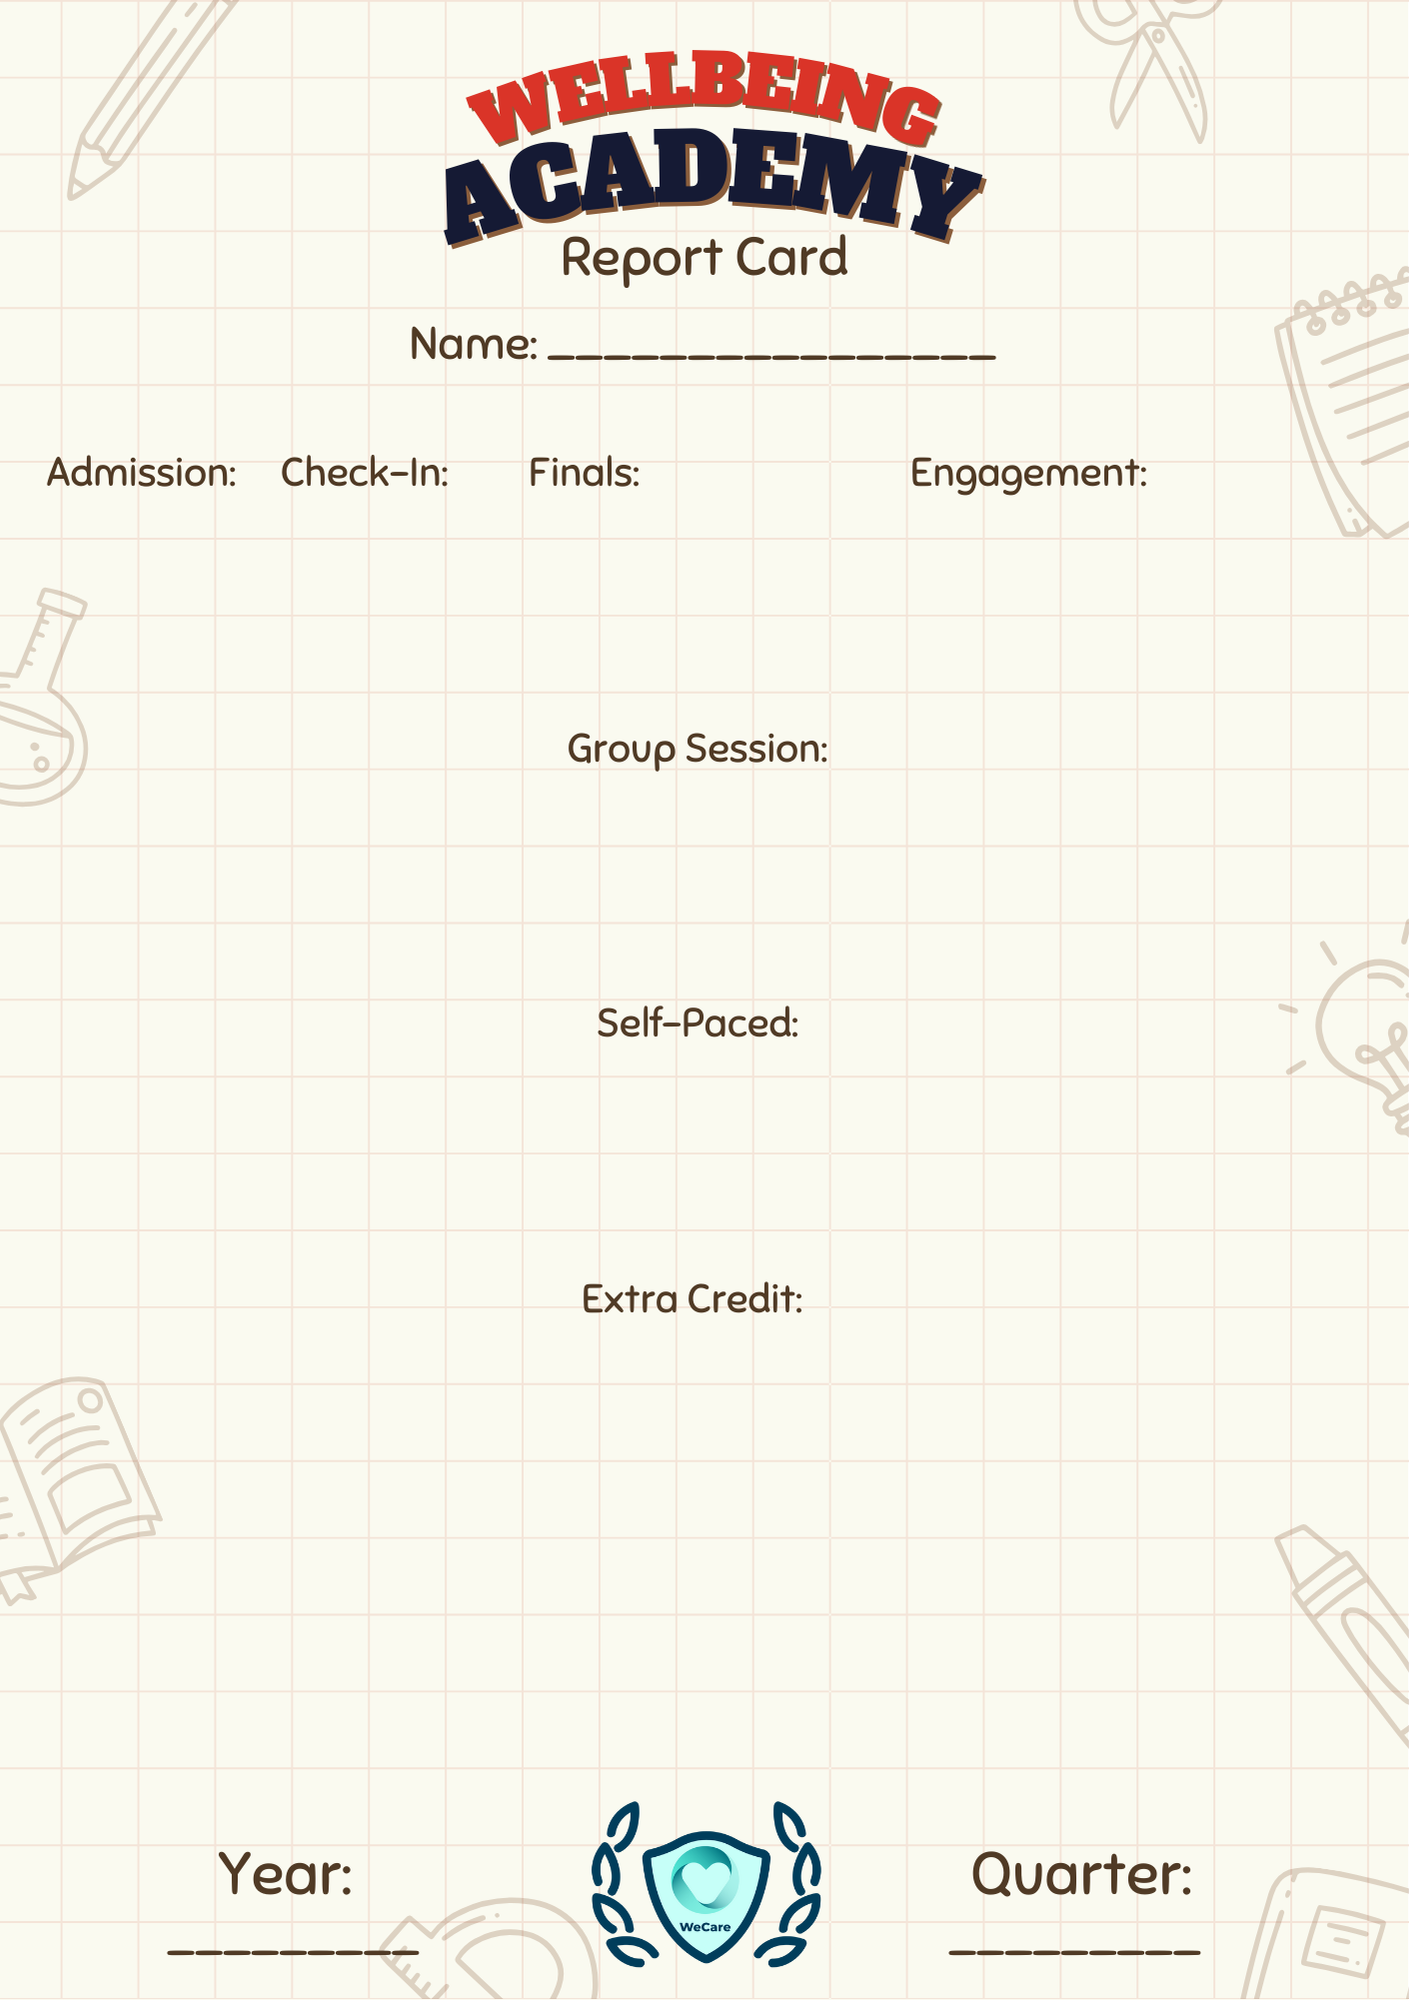 WELLBEING
ACADEMY
Report Card
Name: ________________
Admission: Check-In: Finals: Engagement:
Group Session:
Self-Paced:
Extra Credit:
Year: Quarter:
WeCare
_________ _________